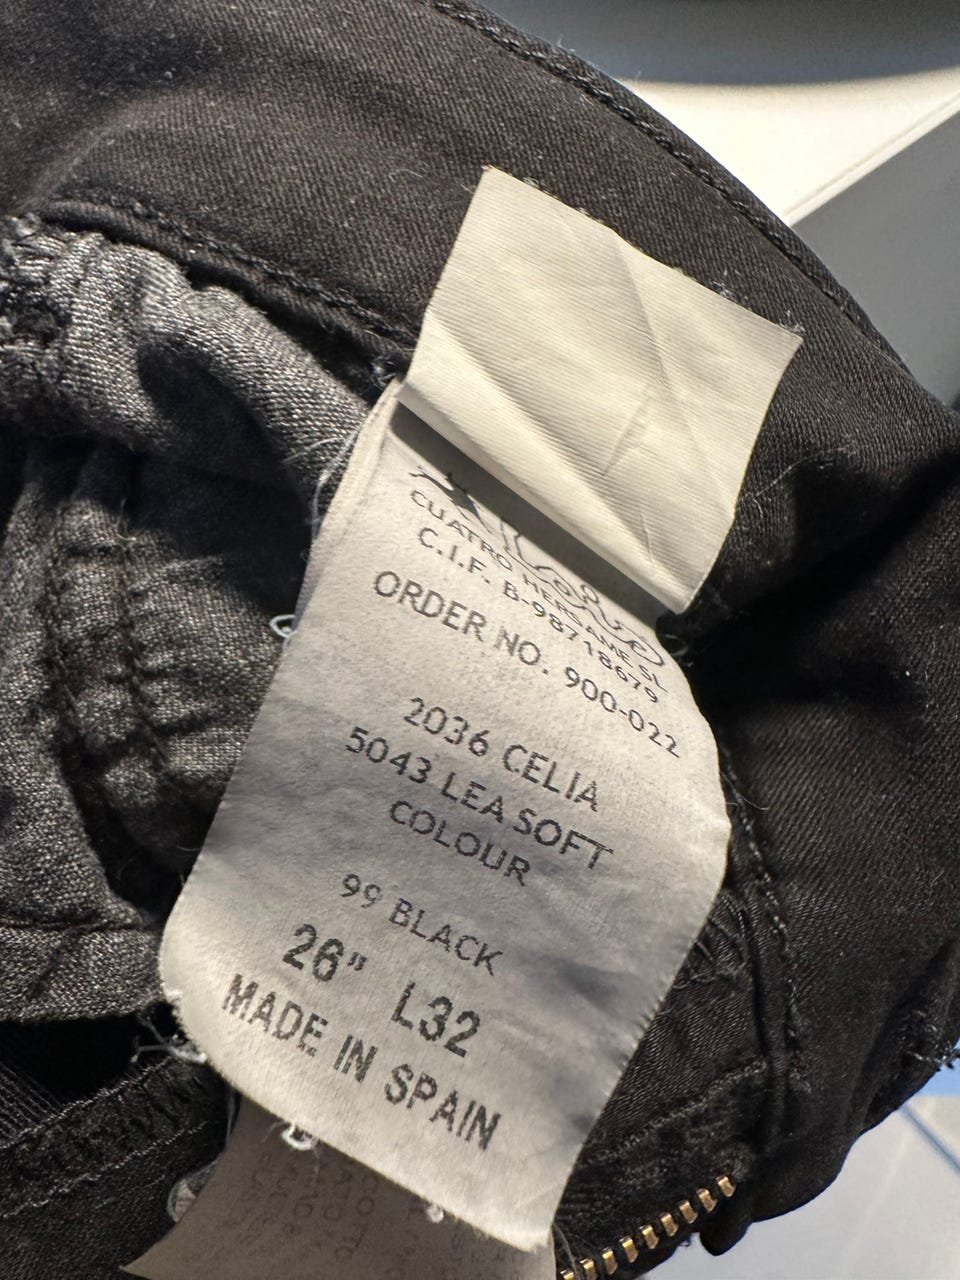 CUATRO HERGAME SL
C.I.F. B-98718679
ORDER NO. 900-022
2036 CELIA
5043 LEA SOFT
COLOUR
99 BLACK
26" L32
MADE IN SPAIN